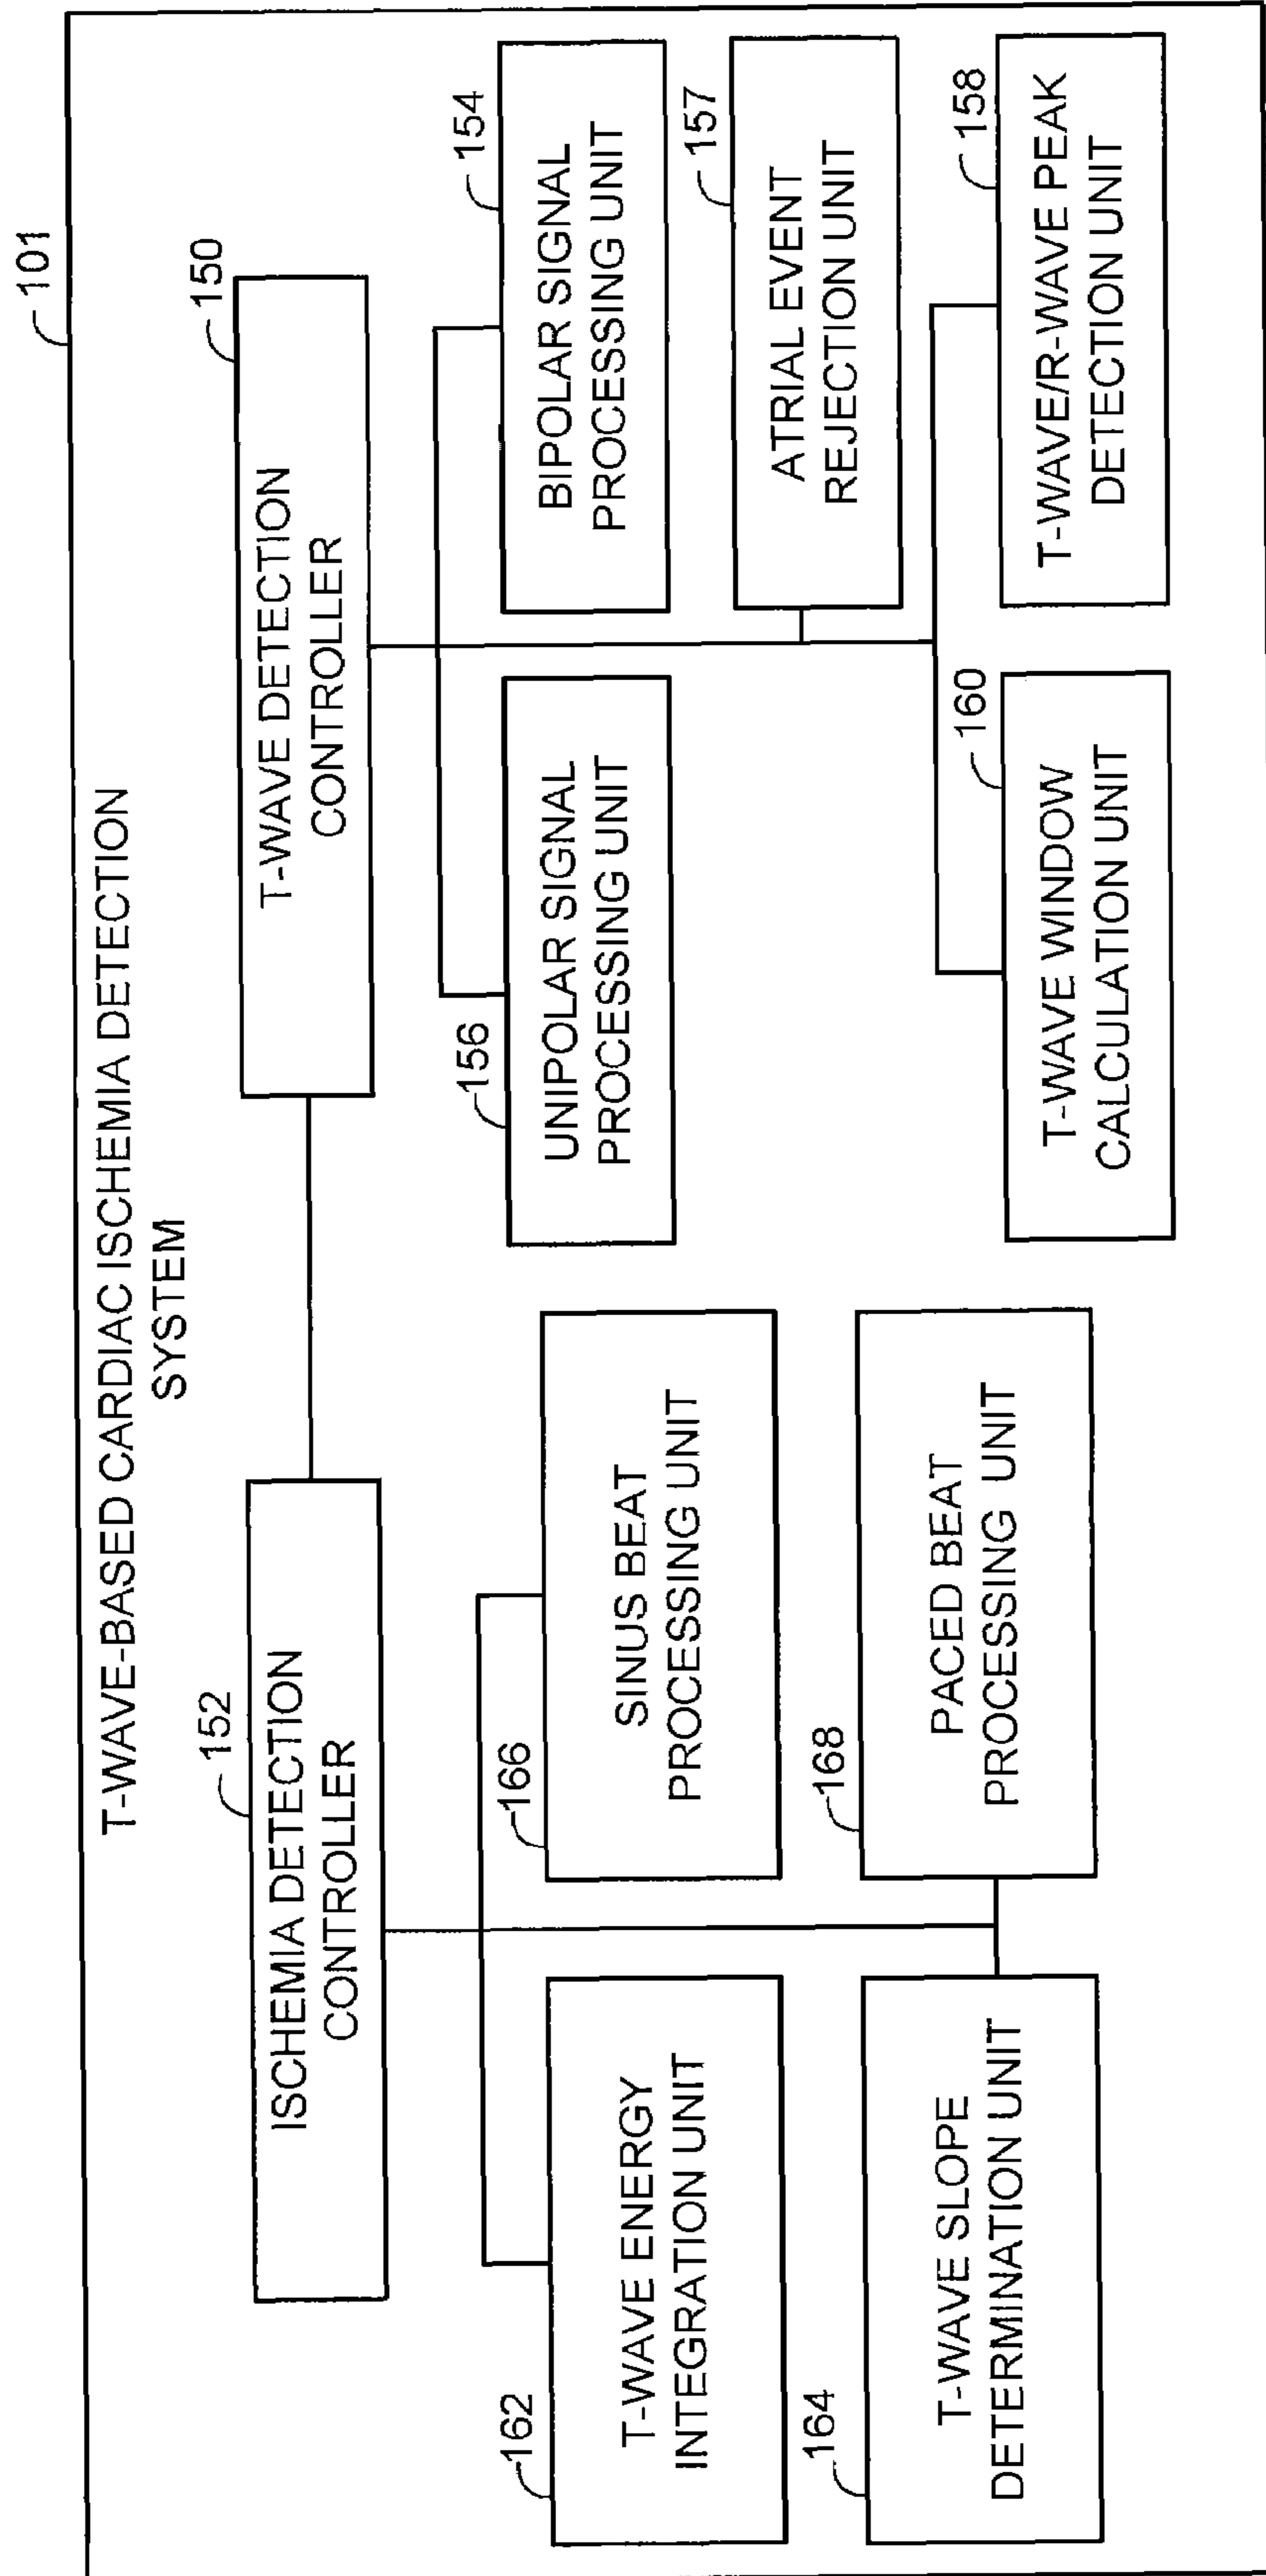 101
T-WAVE-BASED CARDIAC ISCHEMIA DETECTION
SYSTEM
152
ISCHEMIA DETECTION
CONTROLLER
150
T-WAVE DETECTION
CONTROLLER
162
T-WAVE ENERGY
INTEGRATION UNIT
166
SINUS BEAT
PROCESSING UNIT
164
T-WAVE SLOPE
DETERMINATION UNIT
168
PACED BEAT
PROCESSING UNIT
156
UNIPOLAR SIGNAL
PROCESSING UNIT
154
BIPOLAR SIGNAL
PROCESSING UNIT
157
ATRIAL EVENT
REJECTION UNIT
160
T-WAVE WINDOW
CALCULATION UNIT
158
T-WAVE/R-WAVE PEAK
DETECTION UNIT